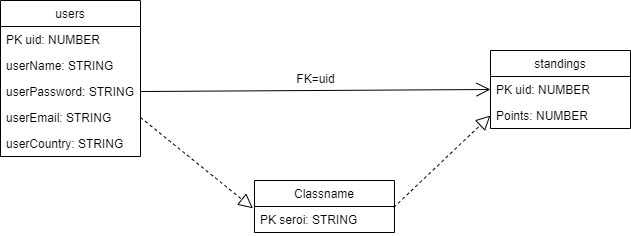 users
PK uid: NUMBER
userName: STRING
userPassword: STRING
userEmail: STRING
userCountry: STRING
FK=uid
standings
PK uid: NUMBER
Points: NUMBER
Classname
PK seroi: STRING